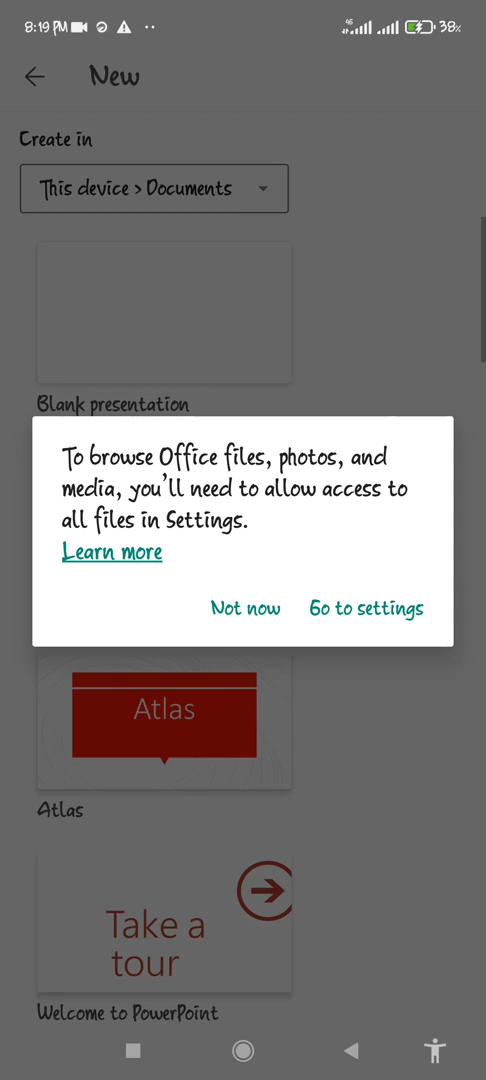 8:19 PM
4G
38%
New
Create in
This device > Documents
Blank presentation
To browse Office files, photos, and
media, you'll need to allow access to
all files in Settings.
Learn more
Not now
Go to settings
Atlas
Atlas
Take a
tour
Welcome to PowerPoint